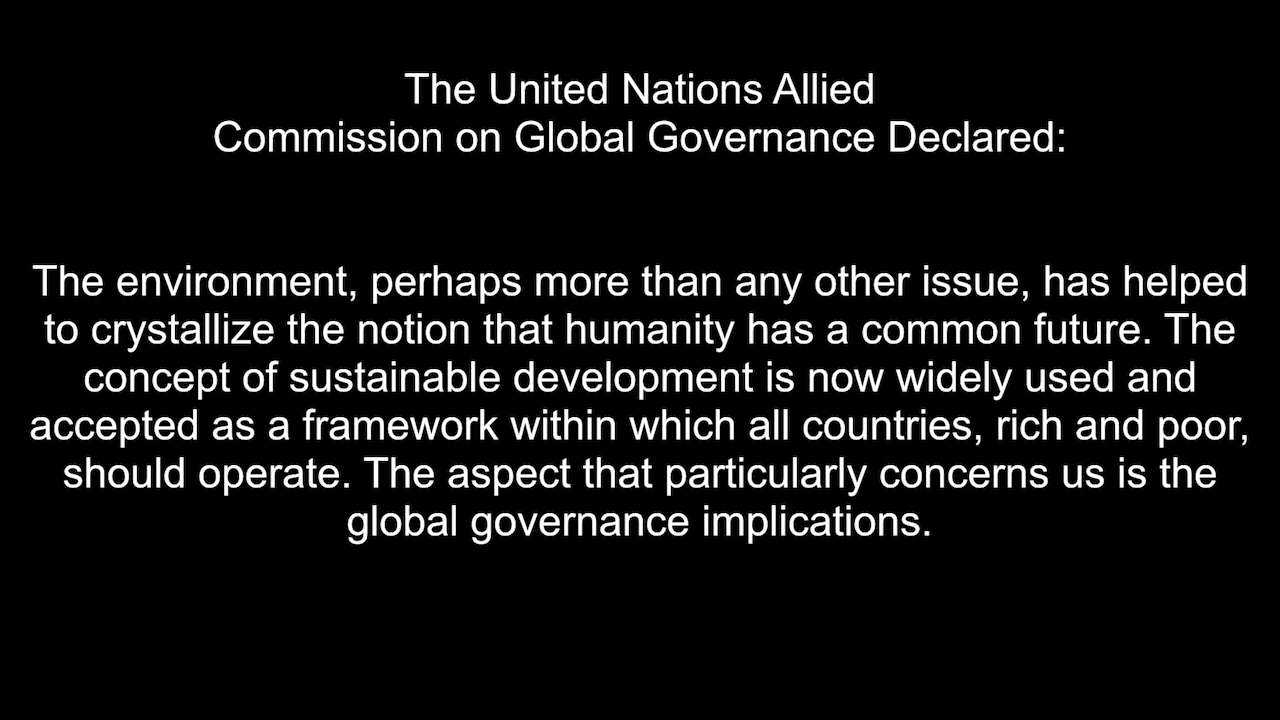 The United Nations Allied
Commission on Global Governance Declared:
The environment, perhaps more than any other issue, has helped
to crystallize the notion that humanity has a common future. The
concept of sustainable development is now widely used and
accepted as a framework within which all countries, rich and poor,
should operate. The aspect that particularly concerns us is the
global governance implications.